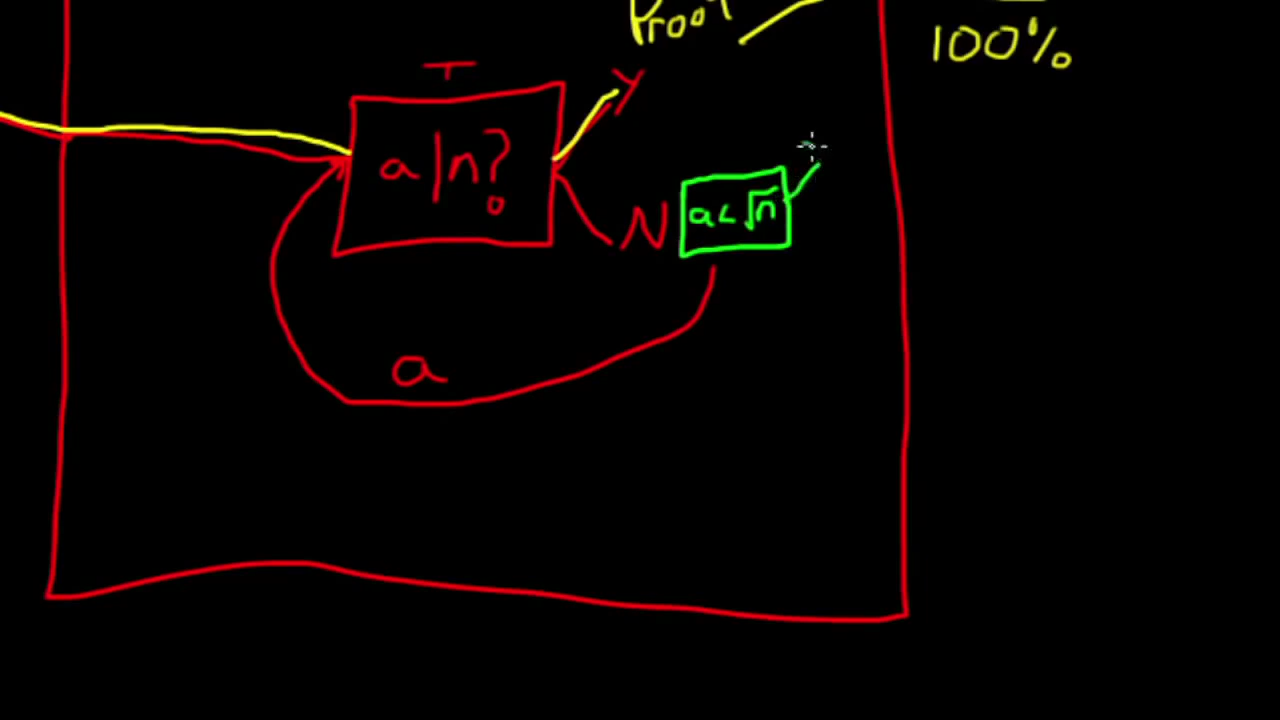 Proof
100%
T
a|n?
Y
N
a < √n
a